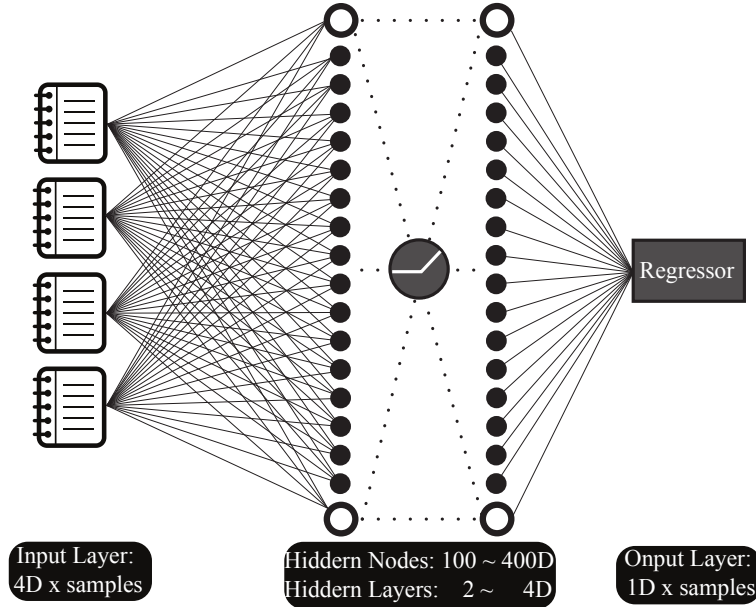 Regressor
Input Layer:
4D x samples
Hiddern Nodes: 100 ~ 400D
Hiddern Layers: 2 ~ 4D
Onput Layer:
1D x samples